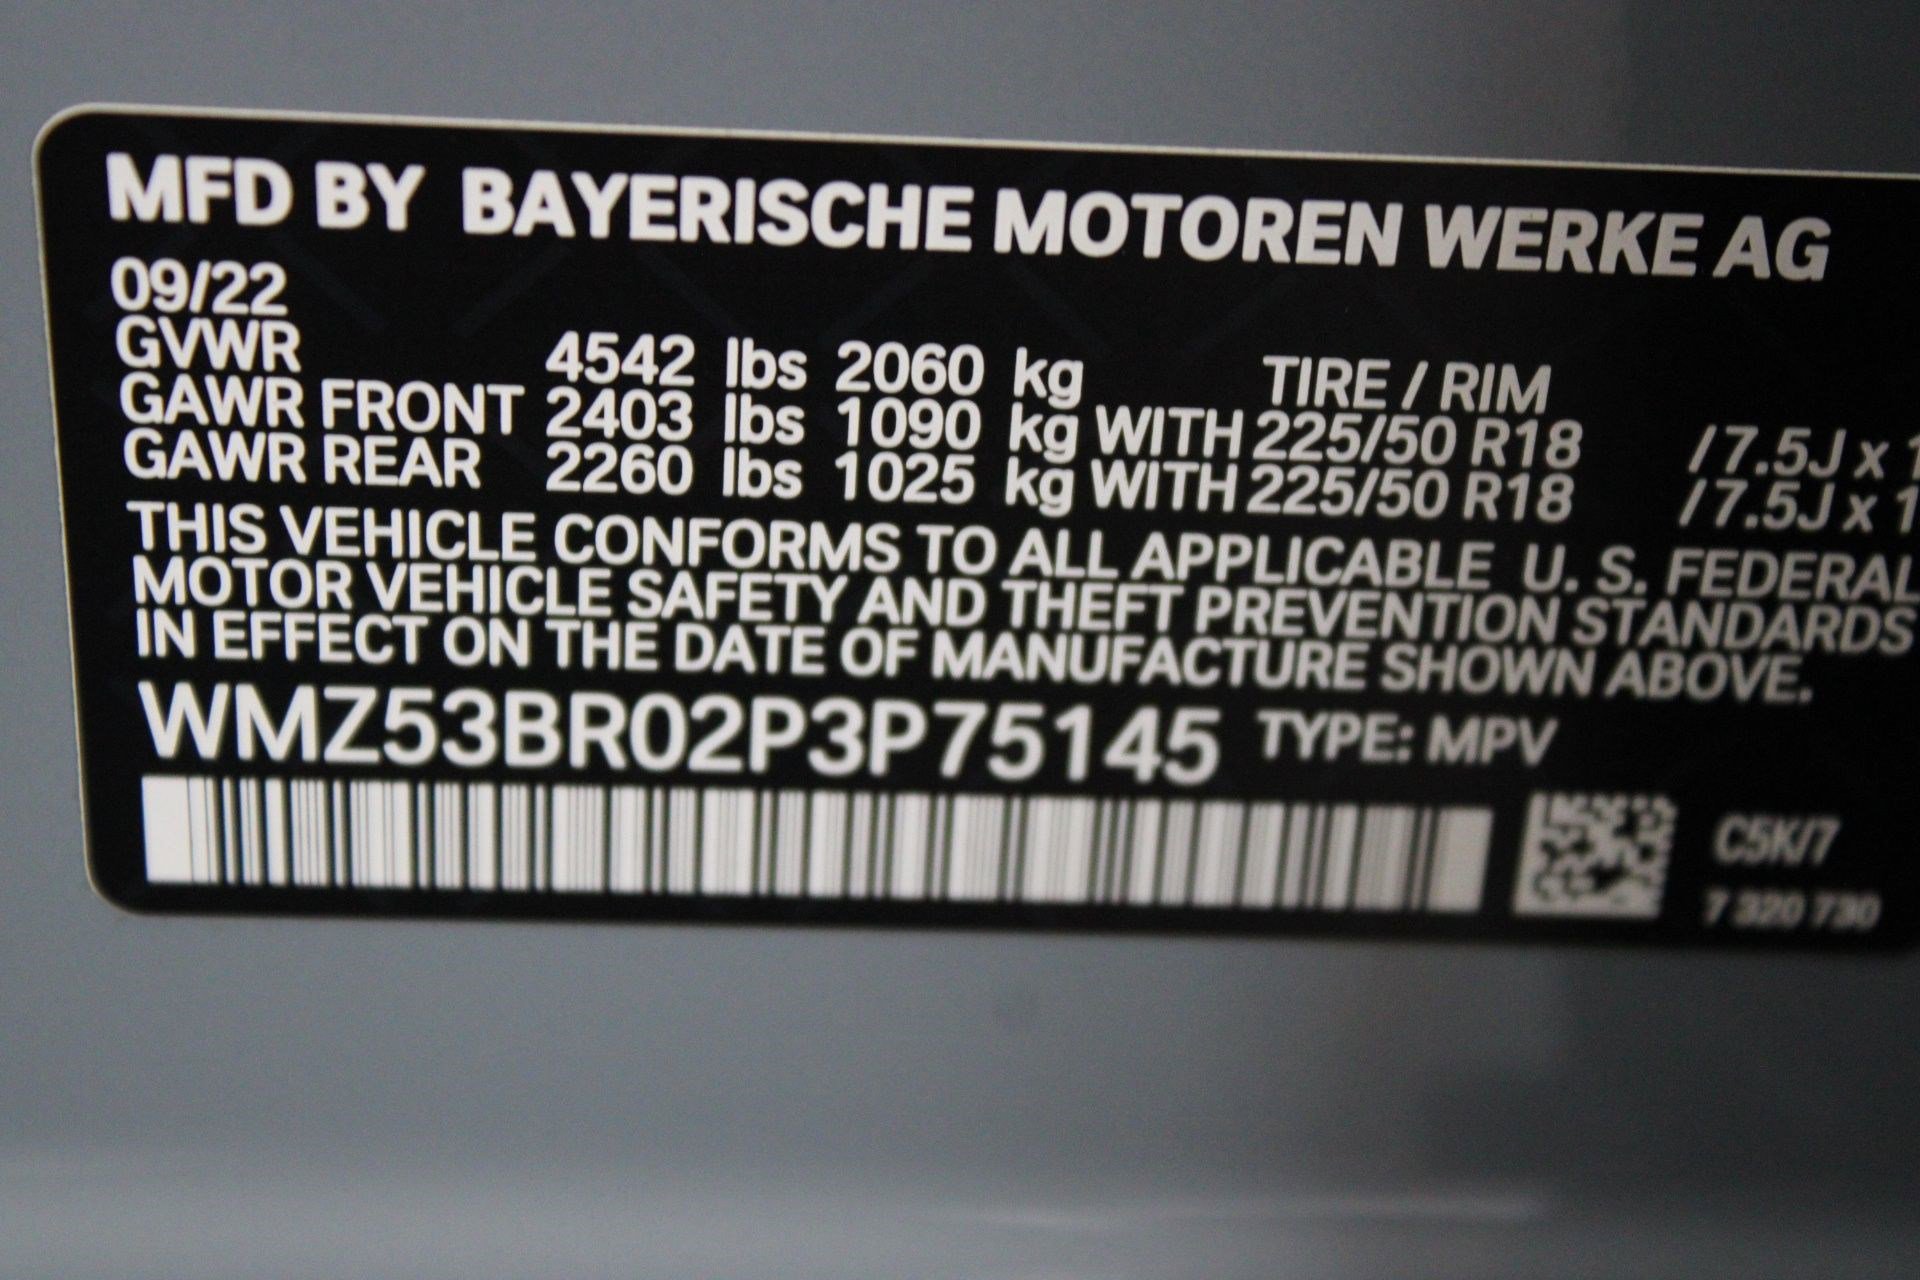 MFD BY BAYERISCHE MOTOREN WERKE AG
09/22
GVWR 4542 lbs 2060 kg TIRE / RIM
GAWR FRONT 2403 lbs 1090 kg WITH 225/50 R18 /7.5J x 1
GAWR REAR 2260 lbs 1025 kg WITH 225/50 R18 /7.5J x 1
THIS VEHICLE CONFORMS TO ALL APPLICABLE U. S. FEDERAL
MOTOR VEHICLE SAFETY AND THEFT PREVENTION STANDARDS
IN EFFECT ON THE DATE OF MANUFACTURE SHOWN ABOVE.
WMZ53BR02P3P75145 TYPE: MPV
C5K/7
7 320 730